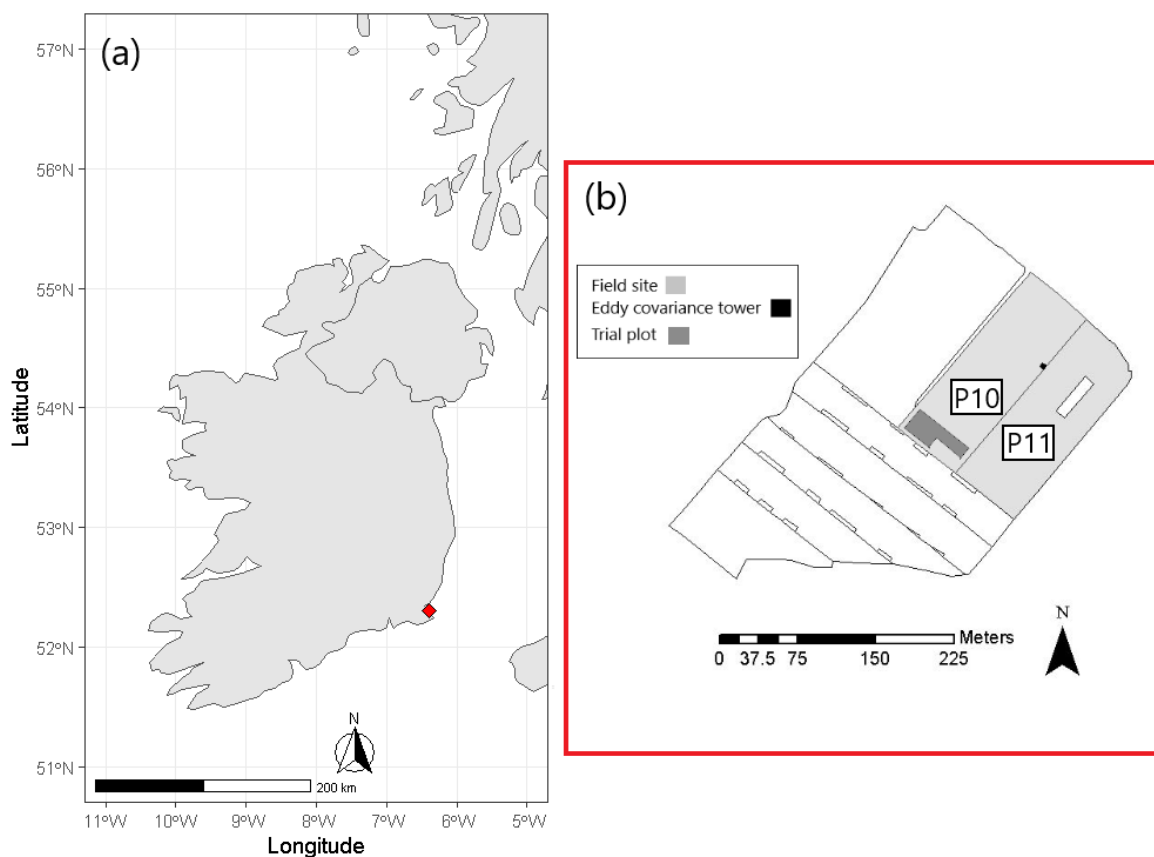 (a)
57°N
56°N
55°N
54°N
53°N
52°N
51°N
Latitude
N
200 km
11°W 10°W 9°W 8°W 7°W 6°W 5°W
Longitude
(b)
Field site
Eddy covariance tower
Trial plot
P10
P11
N
Meters
0 37.5 75 150 225